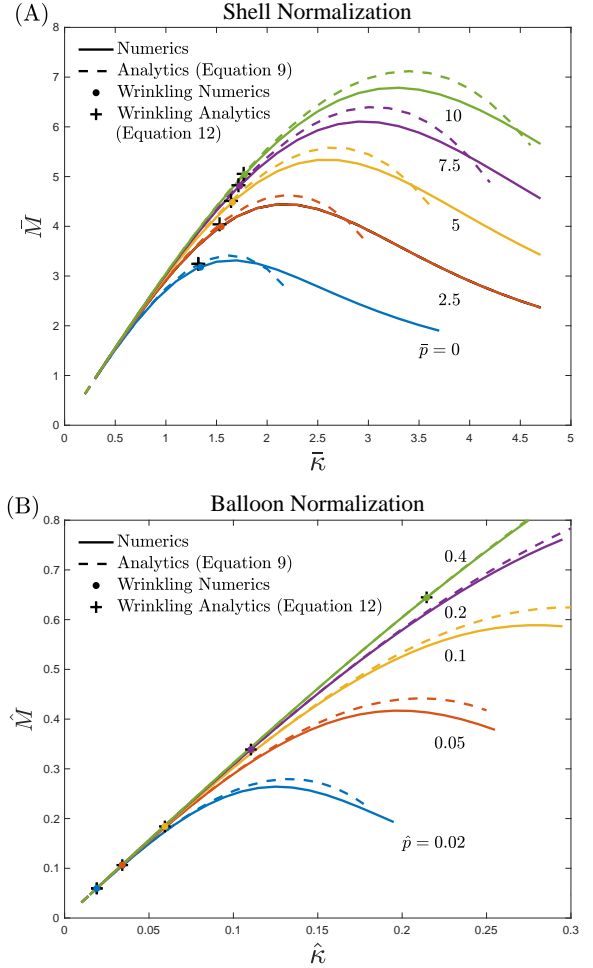 (A)
Shell Normalization
Numerics
Analytics (Equation 9)
Wrinkling Numerics
Wrinkling Analytics
(Equation 12)
8
7
6
5
4
3
2
1
0
M̄
10
7.5
5
2.5
p̄ = 0
0 0.5 1 1.5 2 2.5 3 3.5 4 4.5 5
κ̄
(B)
Balloon Normalization
Numerics
Analytics (Equation 9)
Wrinkling Numerics
Wrinkling Analytics (Equation 12)
0.8
0.7
0.6
0.5
0.4
0.3
0.2
0.1
0
M̂
0.4
0.2
0.1
0.05
p̂ = 0.02
0 0.05 0.1 0.15 0.2 0.25 0.3
κ̂